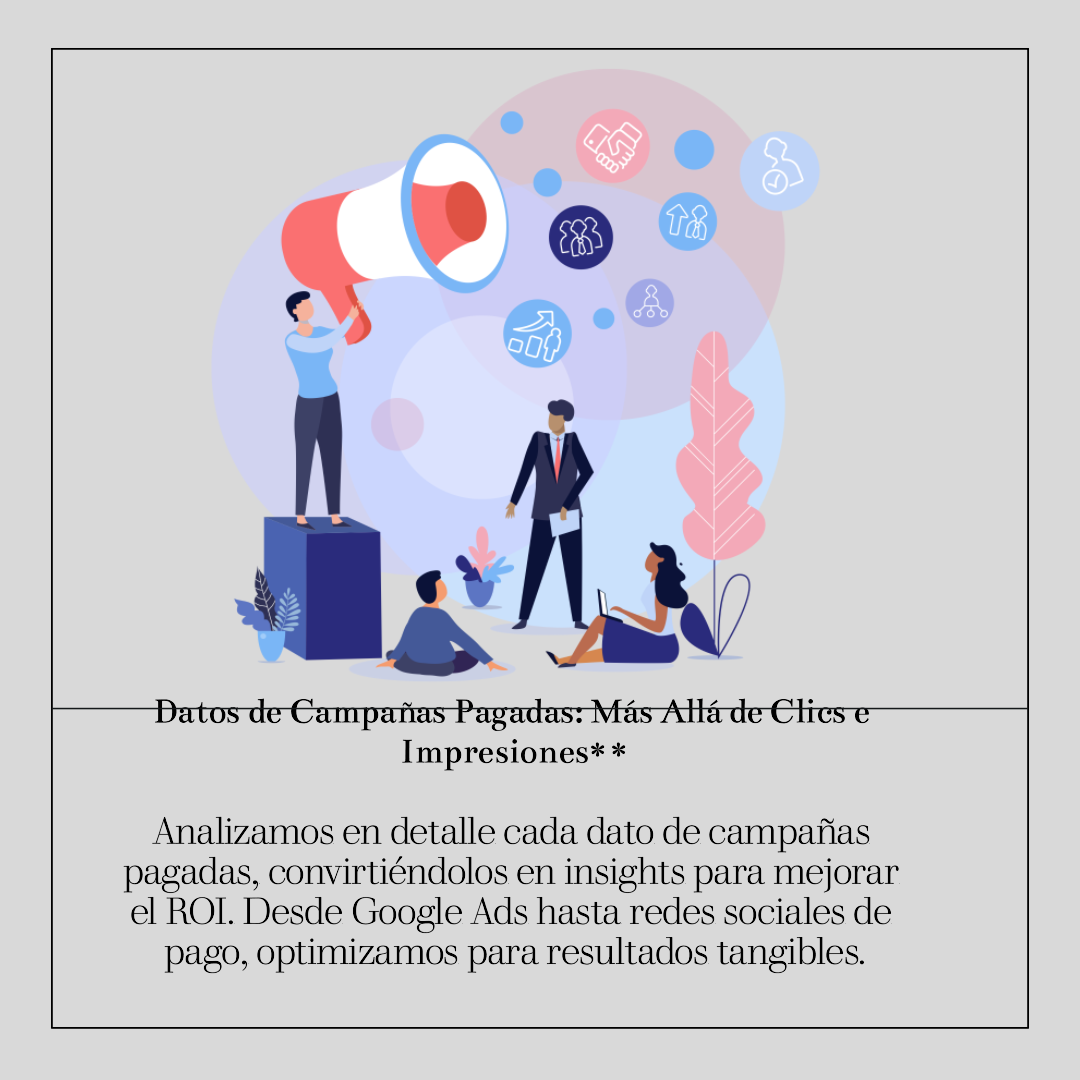 Datos de Campañas Pagadas: Más Allá de Clics e
Impresiones**
Analizamos en detalle cada dato de campañas
pagadas, convirtiéndolos en insights para mejorar
el ROI. Desde Google Ads hasta redes sociales de
pago, optimizamos para resultados tangibles.